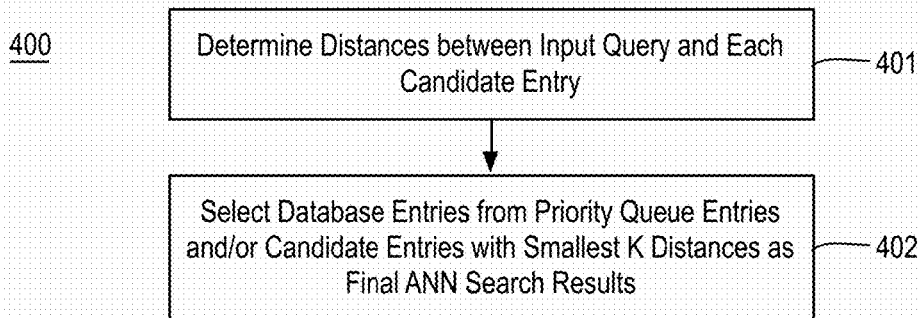 400
Determine Distances between Input Query and Each
Candidate Entry
401
Select Database Entries from Priority Queue Entries
and/or Candidate Entries with Smallest K Distances as
Final ANN Search Results
402